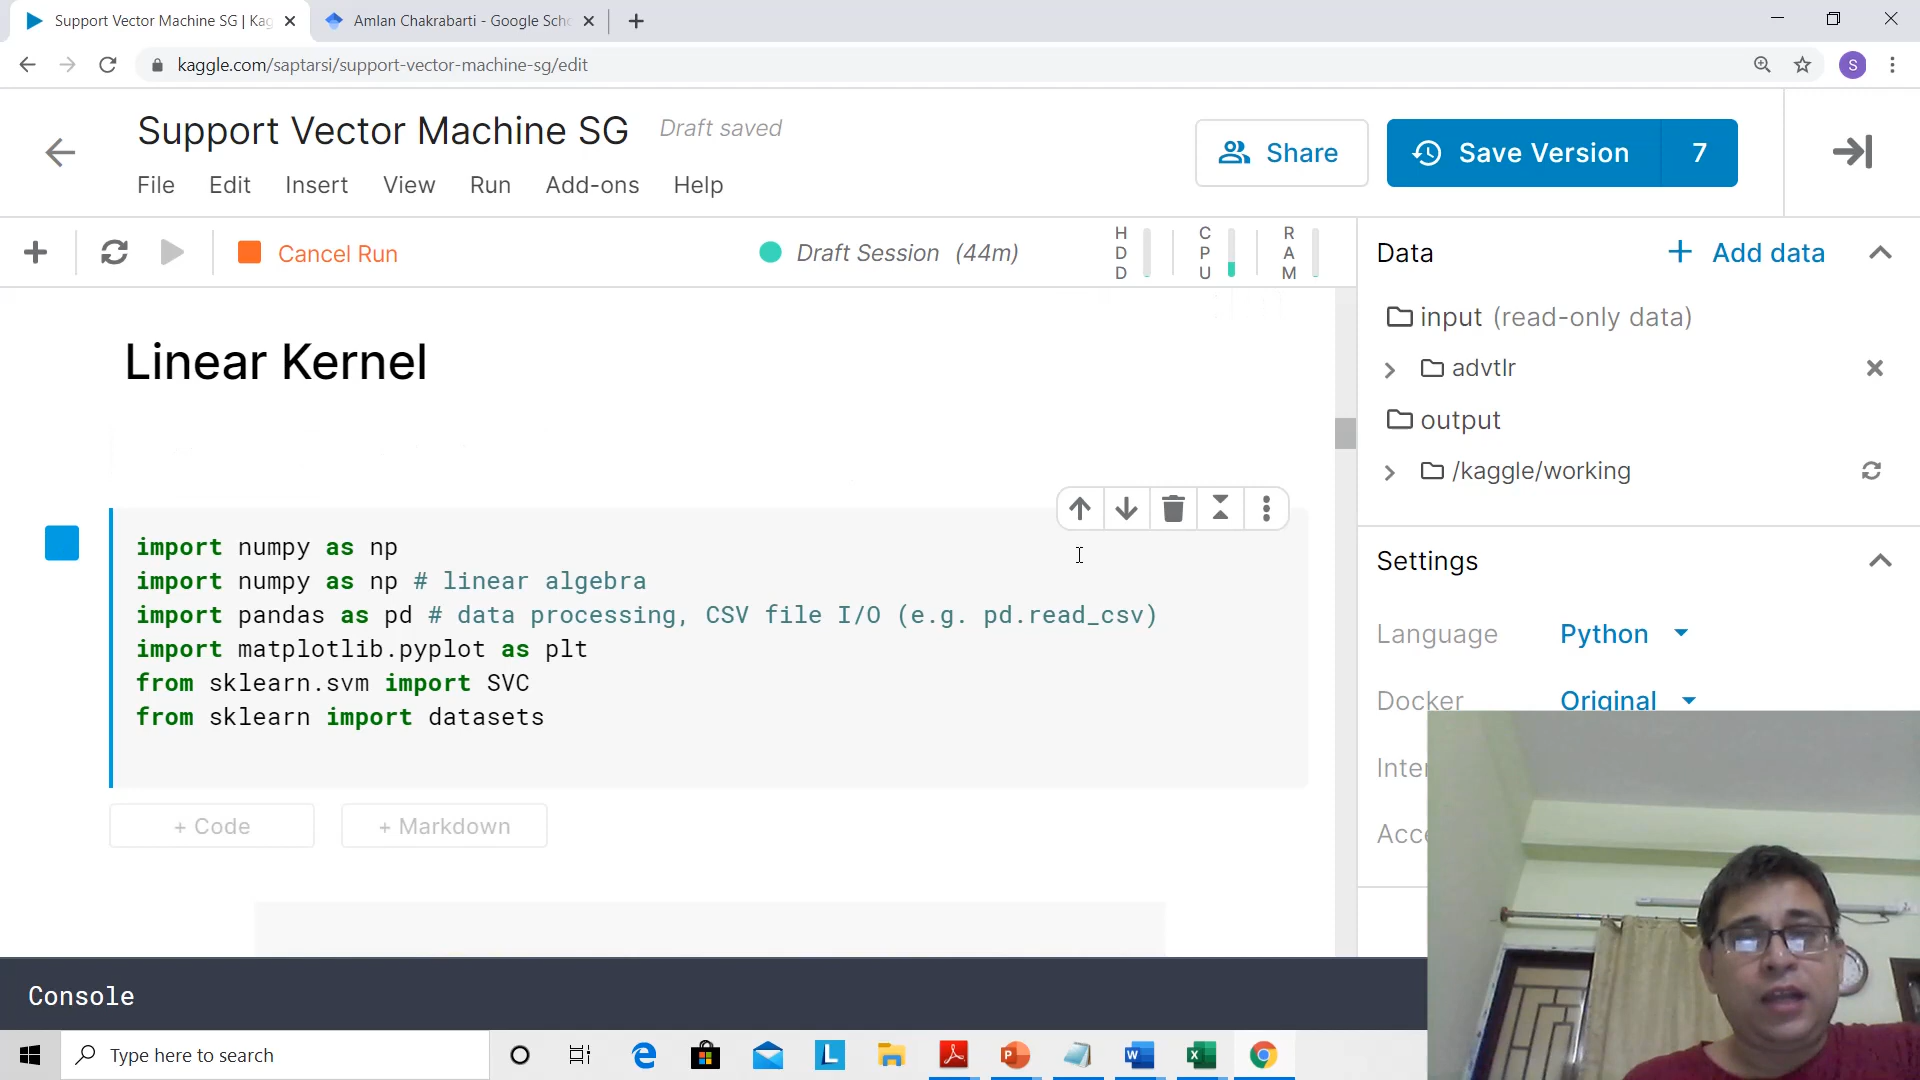 Support Vector Machine SG | Kag
Amlan Chakrabarti - Google Scho
kaggle.com/saptarsi/support-vector-machine-sg/edit
S
Support Vector Machine SG
Draft saved
File Edit Insert View Run Add-ons Help
Share
Save Version 7
Cancel Run
Draft Session (44m)
HDD
CPU
RAM
Data
Add data
input (read-only data)
advtlr
output
/kaggle/working
Settings
Language Python
Docker Original
Inter
Acce
Linear Kernel
import numpy as np
import numpy as np # linear algebra
import pandas as pd # data processing, CSV file I/O (e.g. pd.read_csv)
import matplotlib.pyplot as plt
from sklearn.svm import SVC
from sklearn import datasets
+ Code
+ Markdown
Console
Type here to search